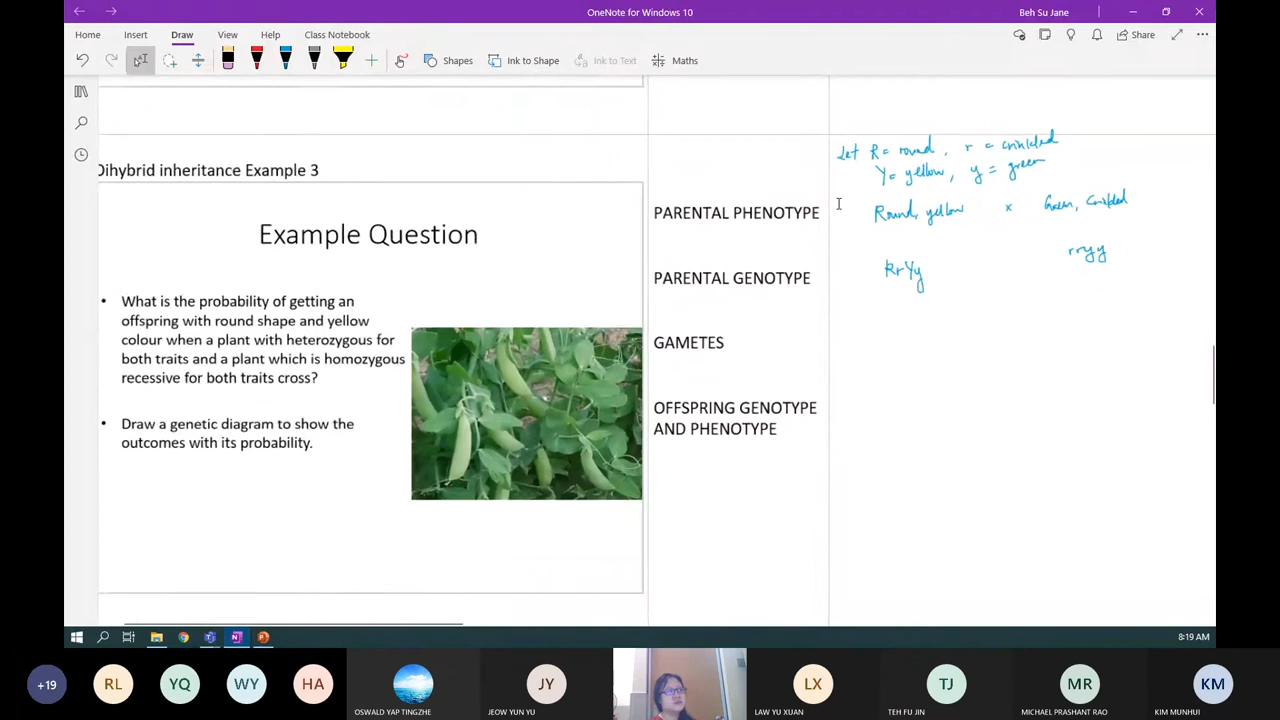 OneNote for Windows 10
Beh Su Jane
Home Insert Draw View Help Class Notebook
Share
Shapes Ink to Shape Ink to Text Maths
Dihybrid inheritance Example 3
Example Question
• What is the probability of getting an
offspring with round shape and yellow
colour when a plant with heterozygous for
both traits and a plant which is homozygous
recessive for both traits cross?
• Draw a genetic diagram to show the
outcomes with its probability.
PARENTAL PHENOTYPE
PARENTAL GENOTYPE
GAMETES
OFFSPRING GENOTYPE
AND PHENOTYPE
Let R = round, r = crinkled
Y = yellow, y = green
Round, yellow x Green, Crinkled
RrYy rryy
8:19 AM
+19 RL YQ WY HA JY LX TJ MR KM
OSWALD YAP TINGZHE JEOW YUN YU LAW YU XUAN TEH FU JIN MICHAEL PRASHANT RAO KIM MUNHUI